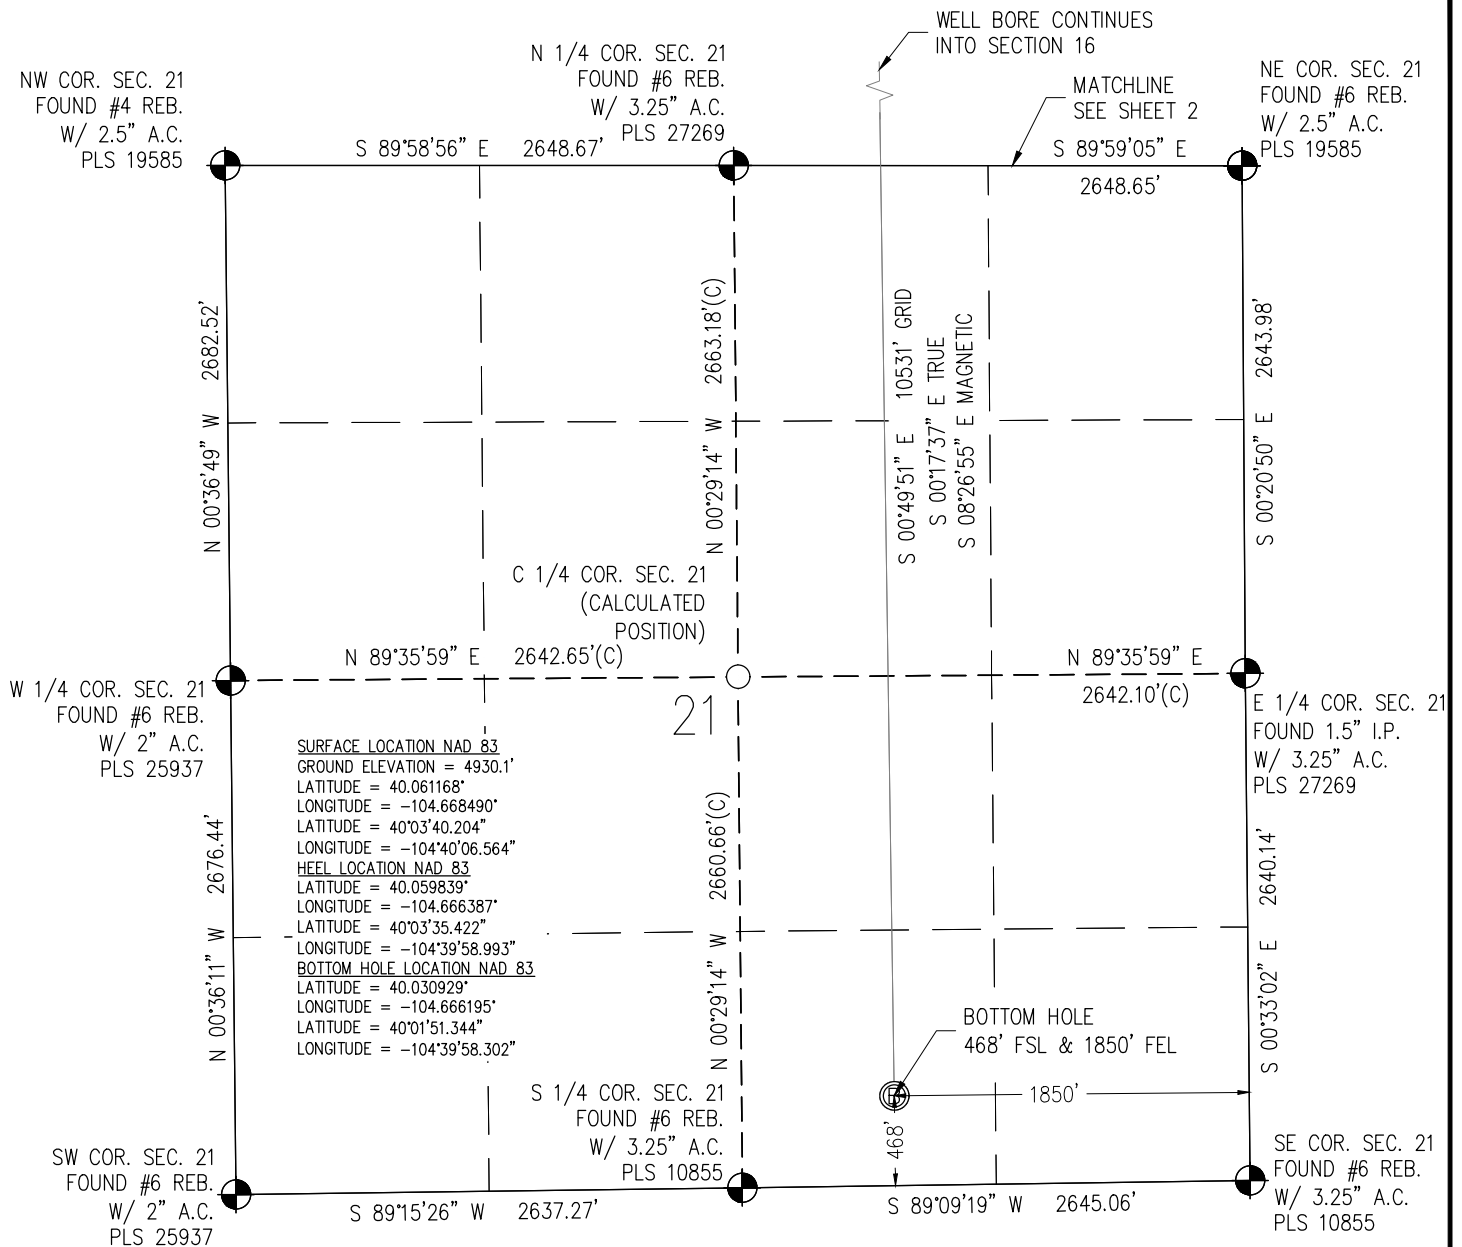 WELL BORE CONTINUES
INTO SECTION 16
N 1/4 COR. SEC. 21
FOUND #6 REB.
W/ 3.25" A.C.
PLS 27269
NW COR. SEC. 21
FOUND #4 REB.
W/ 2.5" A.C.
PLS 19585
MATCHLINE
SEE SHEET 2
NE COR. SEC. 21
FOUND #6 REB.
W/ 2.5" A.C.
PLS 19585
S 89°58'56" E 2648.67'
S 89°59'05" E
2648.65'
N 00°36'49" W 2682.52'
N 00°29'14" W 2663.18'(C)
S 00°49'51" E 10531' GRID
S 00°17'37" E TRUE
S 08°26'55" E MAGNETIC
S 00°20'50" E 2643.98'
C 1/4 COR. SEC. 21
(CALCULATED
POSITION)
N 89°35'59" E 2642.65'(C)
N 89°35'59" E
2642.10'(C)
W 1/4 COR. SEC. 21
FOUND #6 REB.
W/ 2" A.C.
PLS 25937
21
E 1/4 COR. SEC. 21
FOUND 1.5" I.P.
W/ 3.25" A.C.
PLS 27269
SURFACE LOCATION NAD 83
GROUND ELEVATION = 4930.1'
LATITUDE = 40.061168°
LONGITUDE = -104.668490°
LATITUDE = 40°03'40.204"
LONGITUDE = -104°40'06.564"
HEEL LOCATION NAD 83
LATITUDE = 40.059839°
LONGITUDE = -104.666387°
LATITUDE = 40°03'35.422"
LONGITUDE = -104°39'58.993"
BOTTOM HOLE LOCATION NAD 83
LATITUDE = 40.030929°
LONGITUDE = -104.666195°
LATITUDE = 40°01'51.344"
LONGITUDE = -104°39'58.302"
N 00°36'11" W 2676.44'
N 00°29'14" W 2660.66'(C)
S 00°33'02" E 2640.14'
BOTTOM HOLE
468' FSL & 1850' FEL
B
1850'
468'
S 1/4 COR. SEC. 21
FOUND #6 REB.
W/ 3.25" A.C.
PLS 10855
SW COR. SEC. 21
FOUND #6 REB.
W/ 2" A.C.
PLS 25937
SE COR. SEC. 21
FOUND #6 REB.
W/ 3.25" A.C.
PLS 10855
S 89°15'26" W 2637.27'
S 89°09'19" W 2645.06'